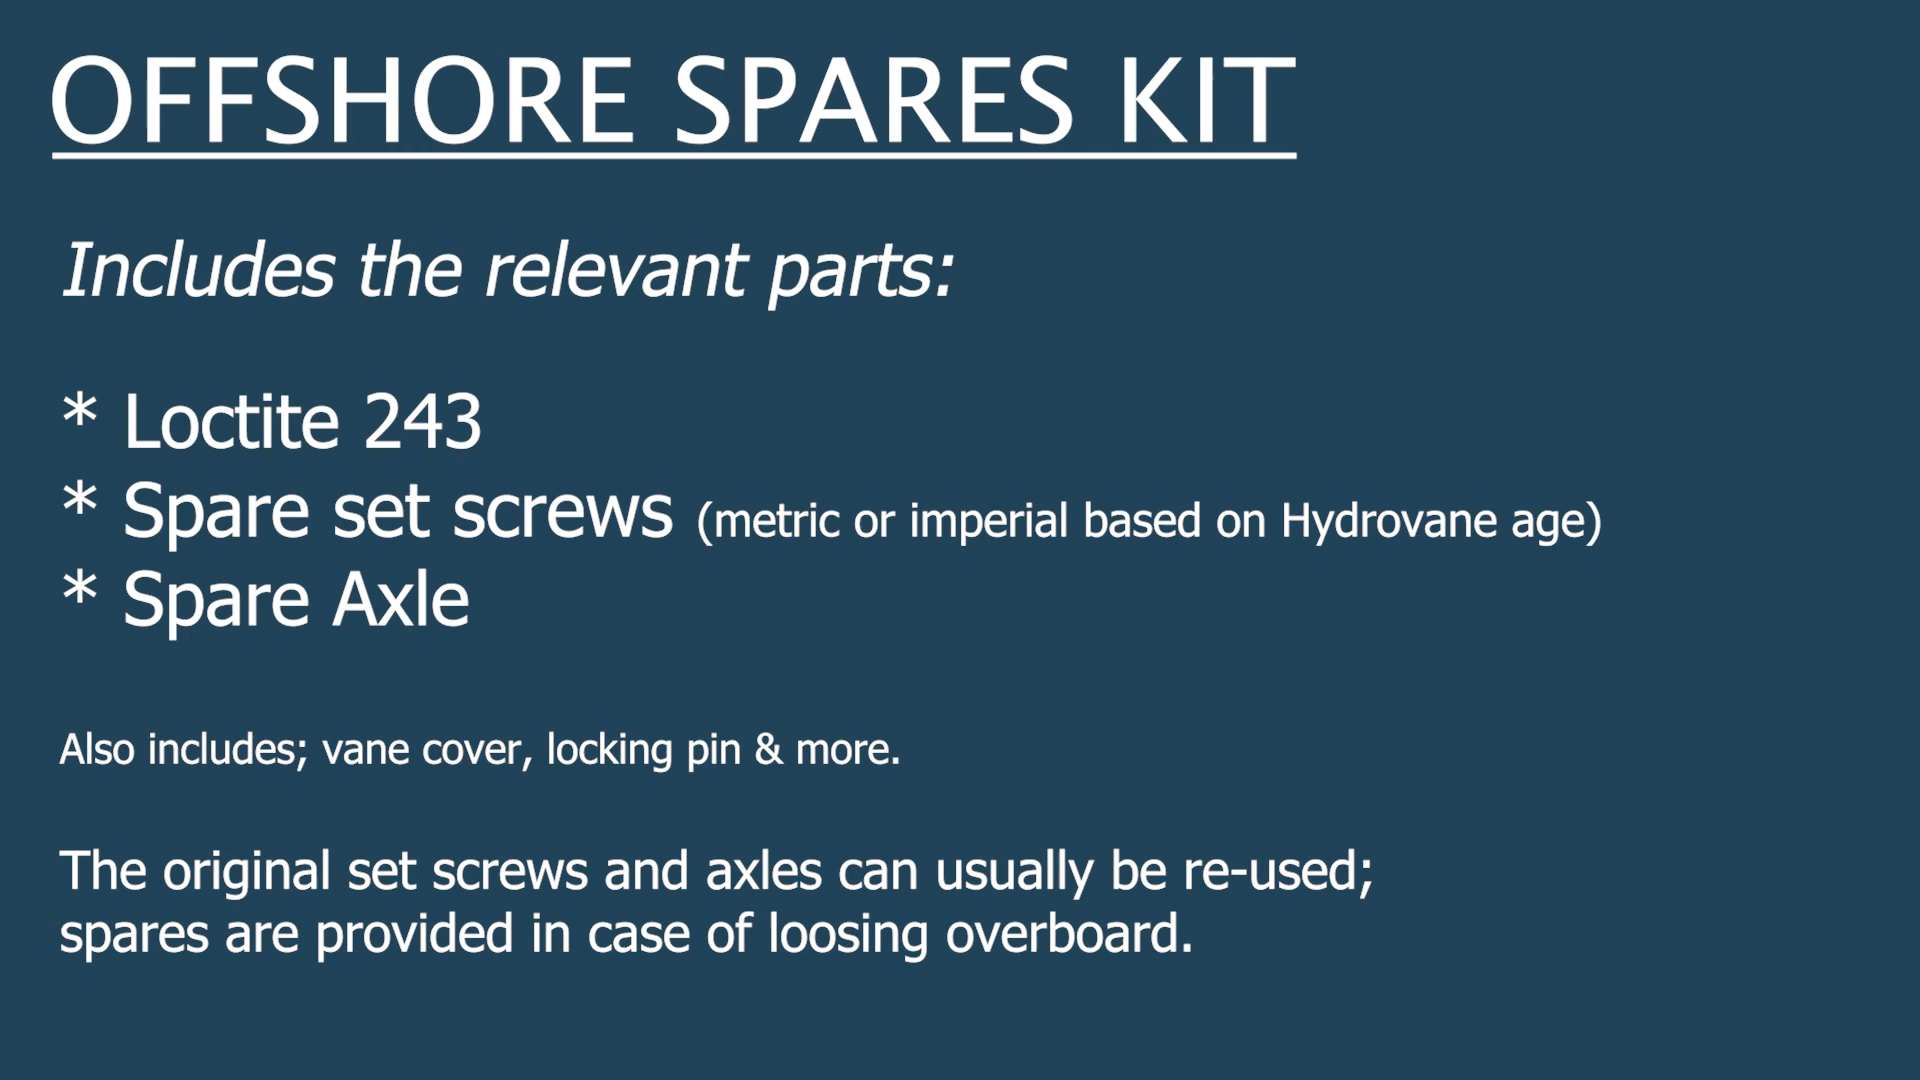 OFFSHORE SPARES KIT
Includes the relevant parts:
* Loctite 243
* Spare set screws (metric or imperial based on Hydrovane age)
* Spare Axle
Also includes; vane cover, locking pin & more.
The original set screws and axles can usually be re-used;
spares are provided in case of loosing overboard.